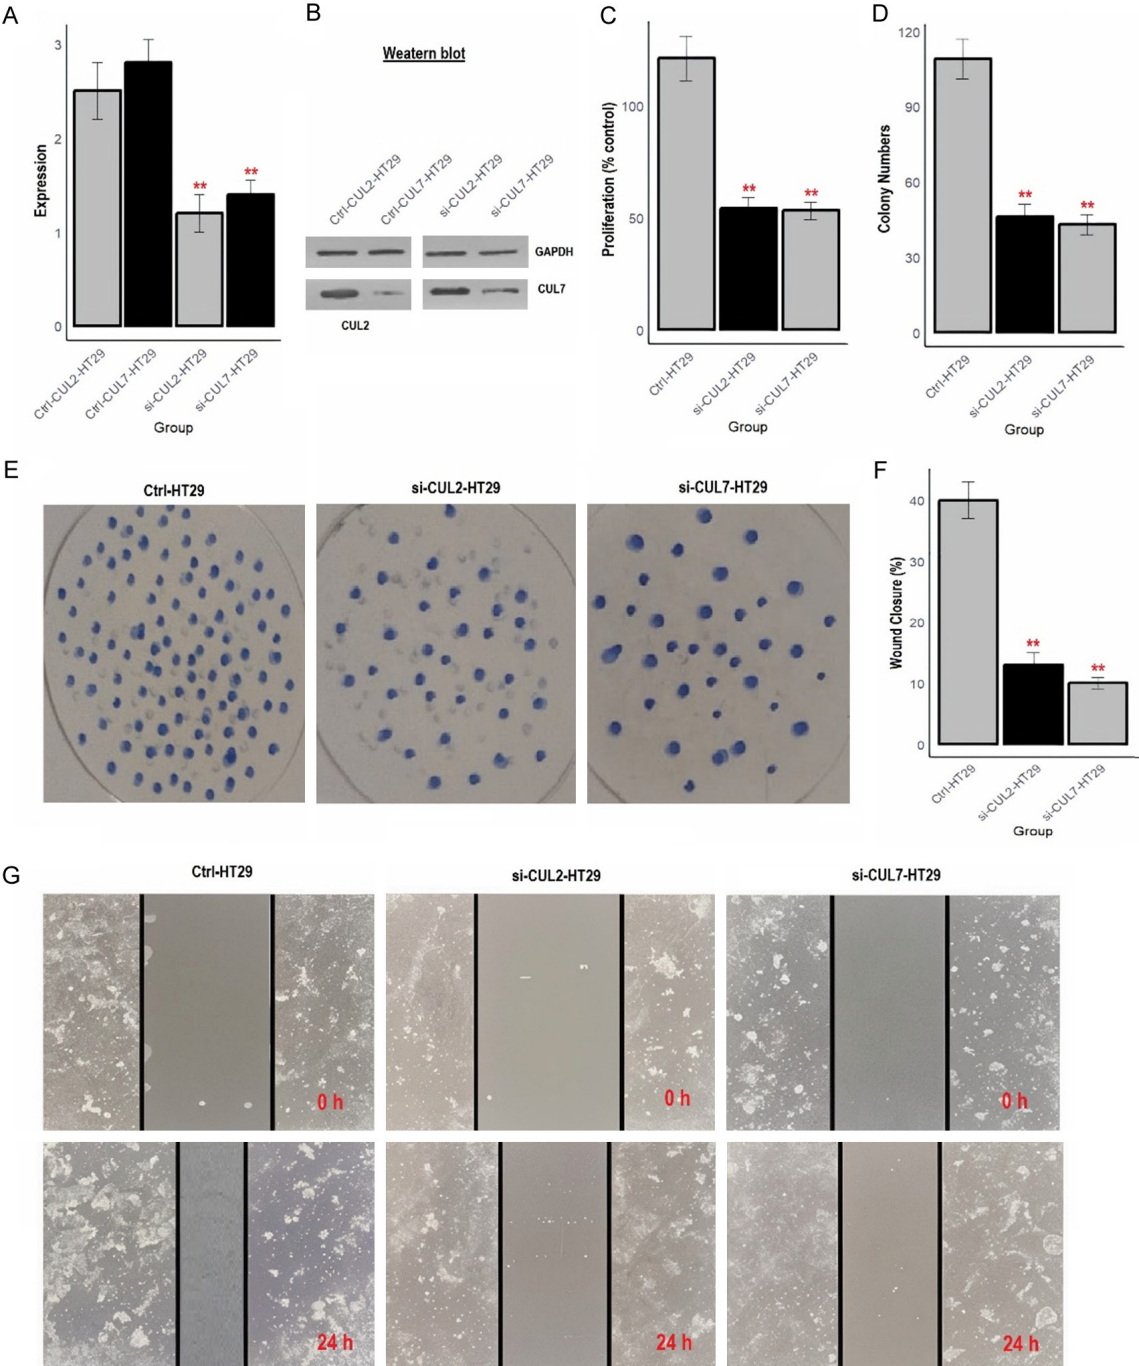 A
3
2
1
0
Expression
**
**
Ctrl-CUL2-HT29
Ctrl-CUL7-HT29
si-CUL2-HT29
si-CUL7-HT29
Group
B
Weatern blot
Ctrl-CUL2-HT29
Ctrl-CUL7-HT29
si-CUL2-HT29
si-CUL7-HT29
GAPDH
CUL7
CUL2
C
100
50
0
Proliferation (% control)
**
**
Ctrl-HT29
si-CUL2-HT29
si-CUL7-HT29
Group
D
120
90
60
30
0
Colony Numbers
**
**
Ctrl-HT29
si-CUL2-HT29
si-CUL7-HT29
Group
E
Ctrl-HT29
si-CUL2-HT29
si-CUL7-HT29
F
40
30
20
10
0
Wound Closure (%)
**
**
Ctrl-HT29
si-CUL2-HT29
si-CUL7-HT29
Group
G
Ctrl-HT29
si-CUL2-HT29
si-CUL7-HT29
0 h
0 h
0 h
24 h
24 h
24 h